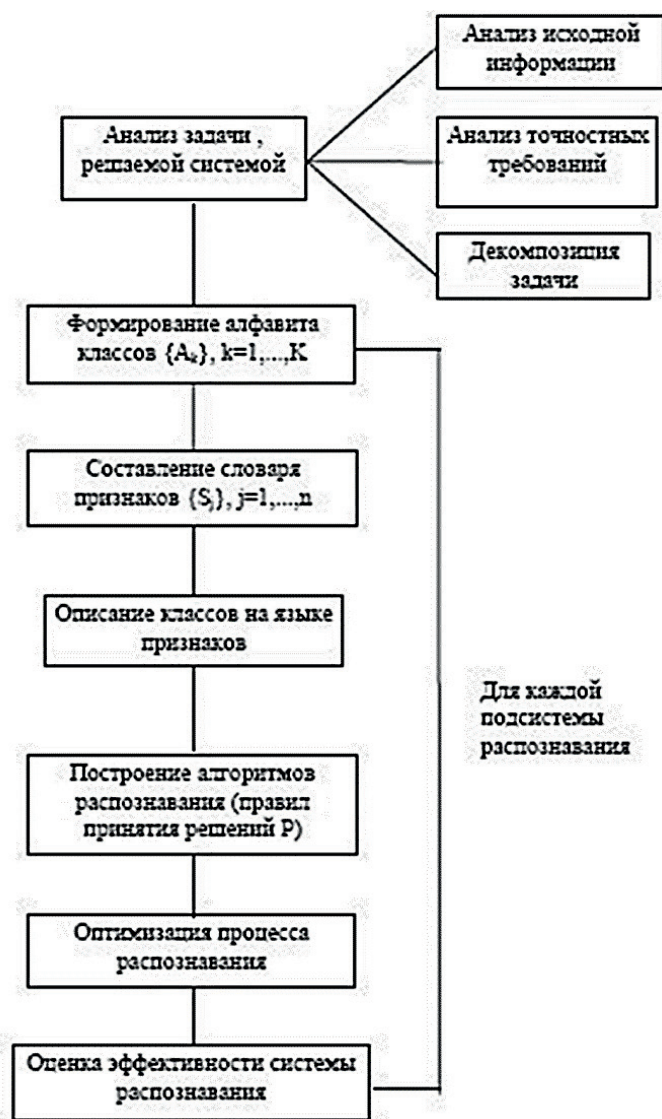 Анализ исходной
информации
Анализ задачи ,
решаемой системой
Анализ точностных
требований
Декомпозиция
задачи
Формирование алфавита
классов {Aₖ}, k=1,...,K
Составление словаря
признаков {Sⱼ}, j=1,...,n
Описание классов на языке
признаков
Для каждой
подсистемы
распознавания
Построение алгоритмов
распознавания (правил
принятия решений P)
Оптимизация процесса
распознавания
Оценка эффективности системы
распознавания